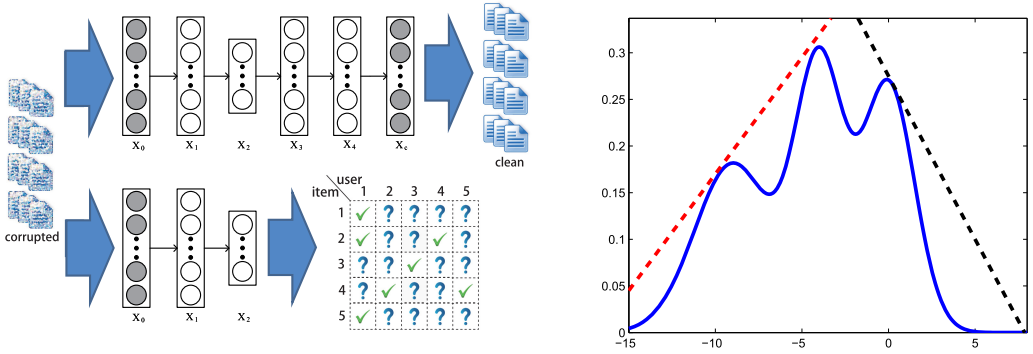 X₀ X₁ X₂ X₃ X₄ X꜀
clean
corrupted
X₀ X₁ X₂
user
item 1 2 3 4 5
1 ✓ ? ? ? ?
2 ✓ ? ? ✓ ?
3 ? ? ✓ ? ?
4 ? ✓ ? ? ✓
5 ✓ ? ? ? ?
0.3
0.25
0.2
0.15
0.1
0.05
0
−15 −10 −5 0 5